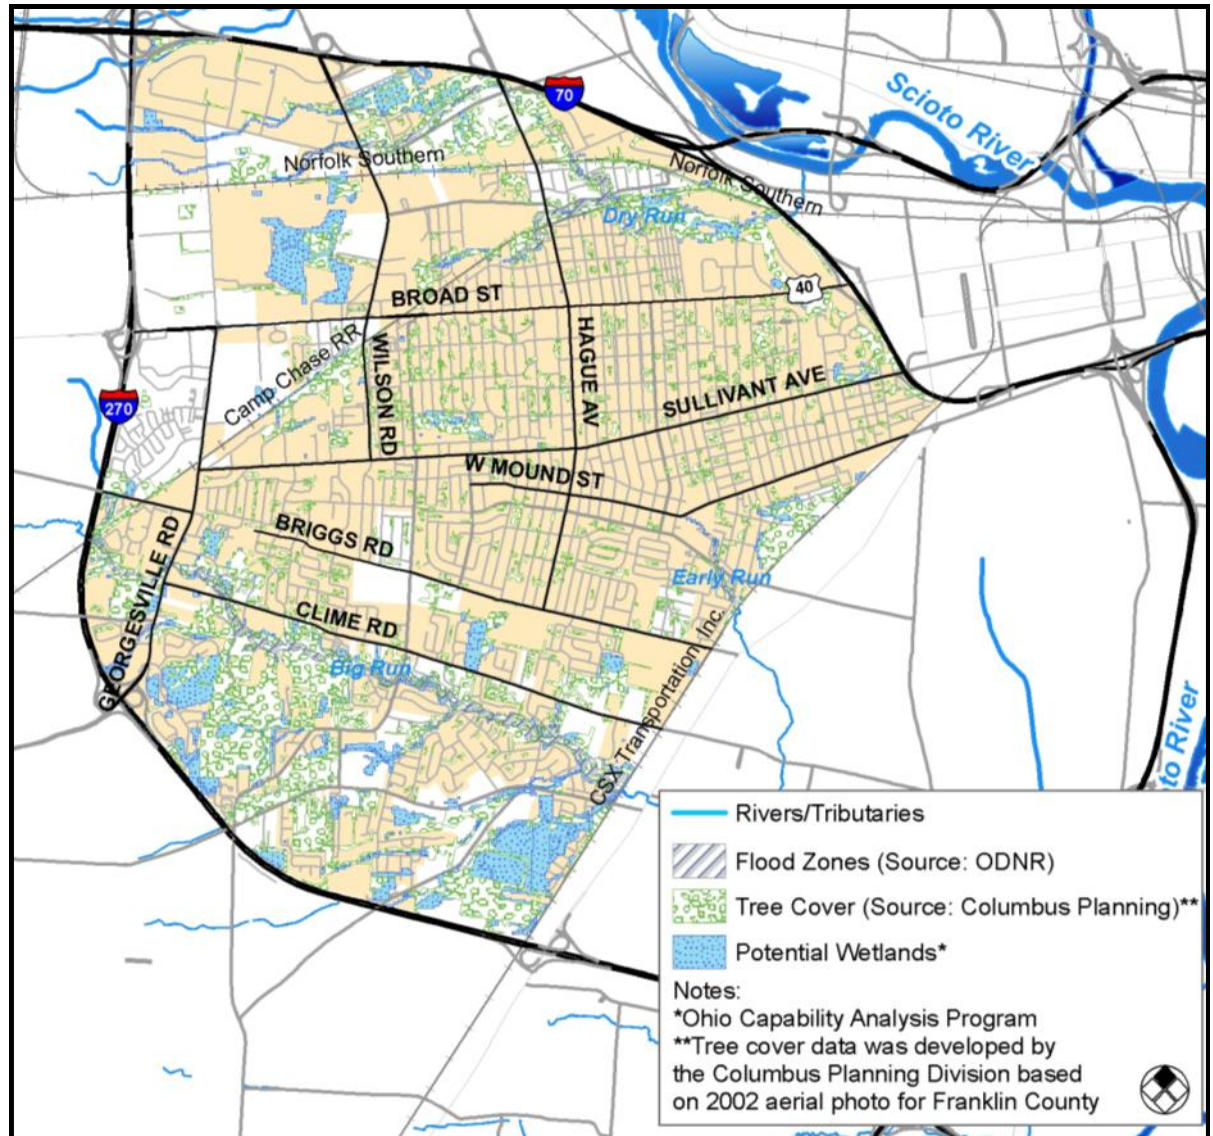 70
Scioto River
Norfolk Southern
Norfolk Southern
Dry Run
40
BROAD ST
HAGUE AV
WILSON RD
Camp Chase RR
SULLIVANT AVE
270
W MOUND ST
BRIGGS RD
GEORGESVILLE RD
Early Run
CLIME RD
Big Run
CSX Transportation, Inc.
to River
Rivers/Tributaries
Flood Zones (Source: ODNR)
Tree Cover (Source: Columbus Planning)**
Potential Wetlands*
Notes:
*Ohio Capability Analysis Program
**Tree cover data was developed by
the Columbus Planning Division based
on 2002 aerial photo for Franklin County